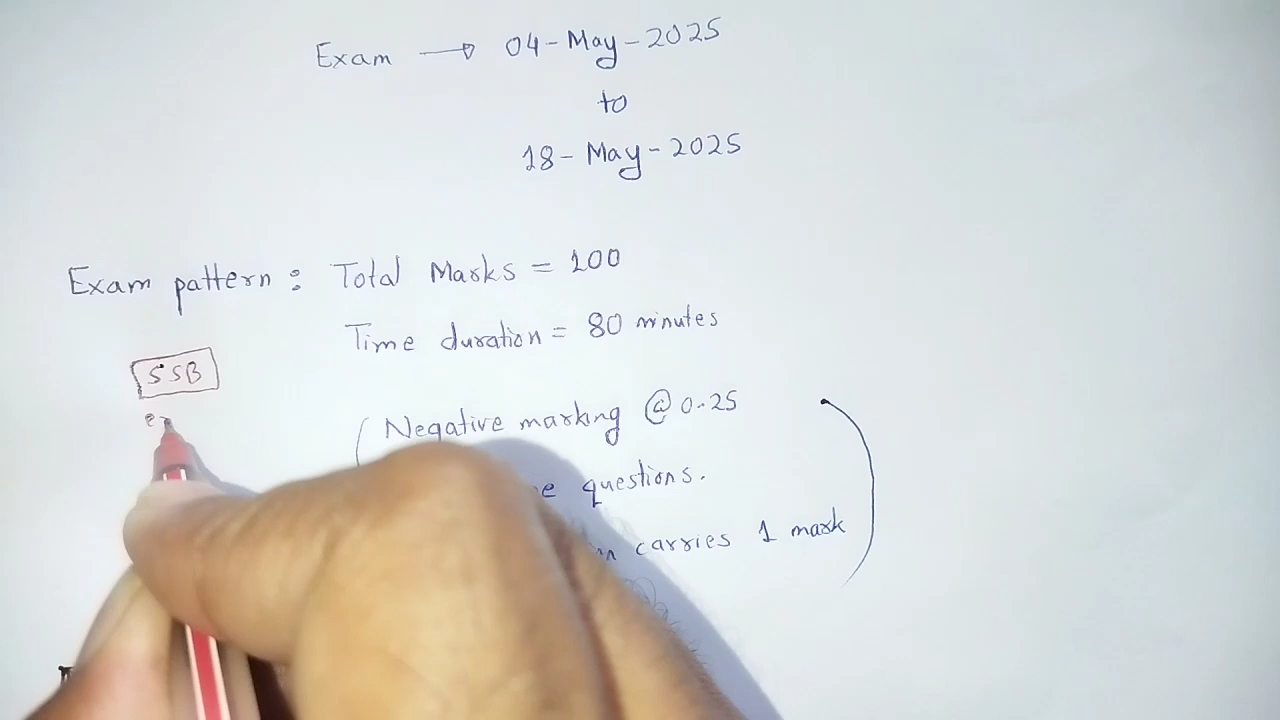 Exam → 04-May-2025
to
18-May-2025
Exam pattern: Total Marks = 100
Time duration = 80 minutes
SSB
(Negative marking @ 0.25
questions.
carries 1 mark)